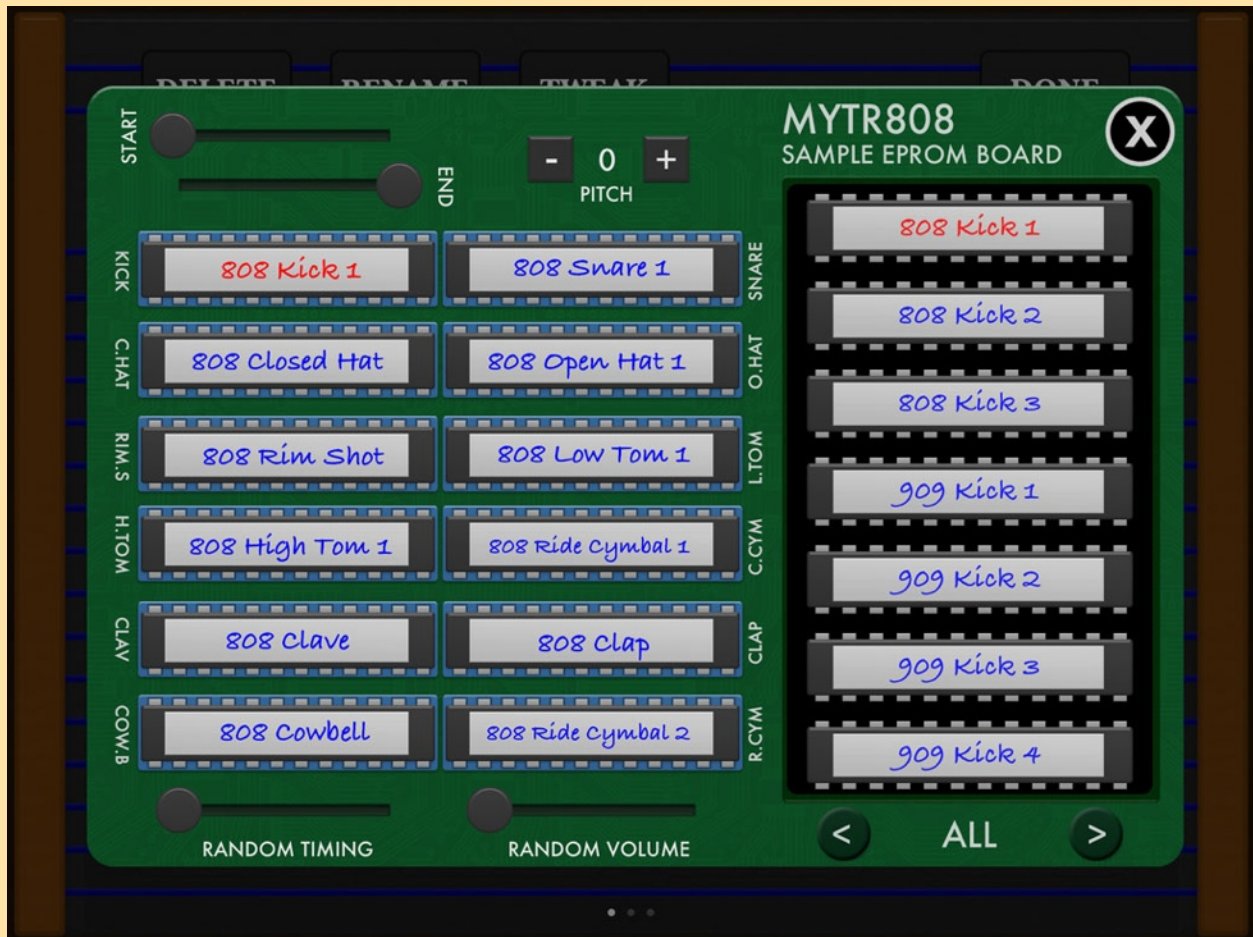 DELETE RENAME TWEAK DONE
START
END
- 0 +
PITCH
MYTR808
SAMPLE EPROM BOARD
X
KICK 808 Kick 1 808 Snare 1 SNARE
C.HAT 808 Closed Hat 808 Open Hat 1 O.HAT
RIM.S 808 Rim Shot 808 Low Tom 1 L.TOM
H.TOM 808 High Tom 1 808 Ride Cymbal 1 C.CYM
CLAV 808 Clave 808 Clap CLAP
COW.B 808 Cowbell 808 Ride Cymbal 2 R.CYM
RANDOM TIMING RANDOM VOLUME
808 Kick 1
808 Kick 2
808 Kick 3
909 Kick 1
909 Kick 2
909 Kick 3
909 Kick 4
< ALL >